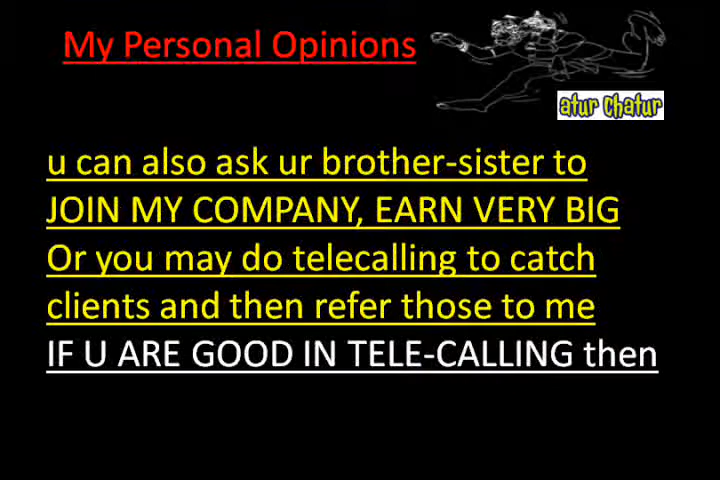 My Personal Opinions
atur Chatur
u can also ask ur brother-sister to
JOIN MY COMPANY, EARN VERY BIG
Or you may do telecalling to catch
clients and then refer those to me
IF U ARE GOOD IN TELE-CALLING then